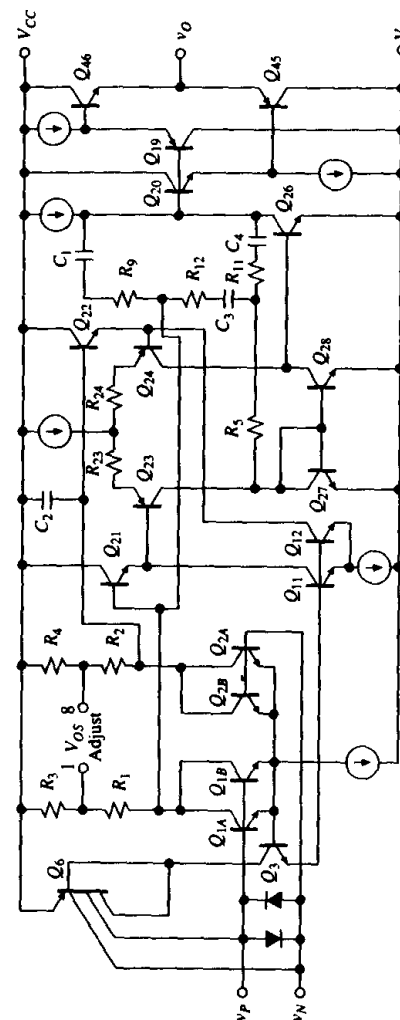 V_CC
Q_6
R_3
R_4
C_2
R_1
1 V_OS 8
Adjust
R_2
Q_21
R_23
R_24
Q_22
C_1
Q_20
Q_19
Q_46
Q_23
Q_24
R_9
R_12
C_3
R_11
C_4
v_O
Q_1A
Q_1B
Q_2B
Q_2A
R_5
Q_3
Q_11
Q_12
Q_27
Q_28
Q_26
Q_45
v_P
v_N
V